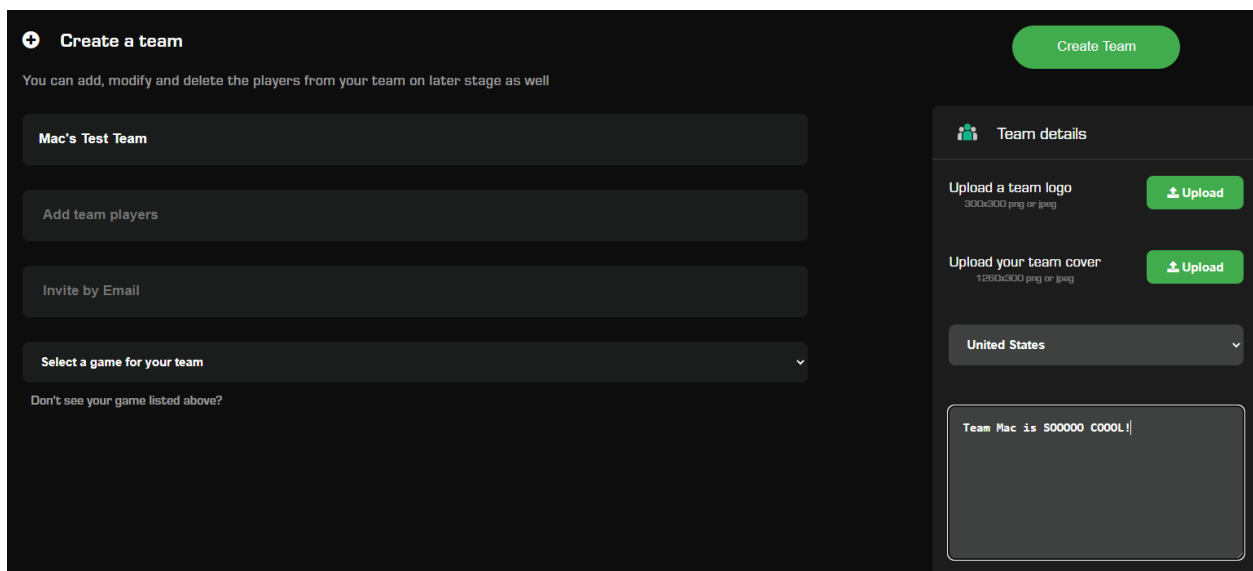 Create a team
Create Team
You can add, modify and delete the players from your team on later stage as well
Mac's Test Team
Add team players
Invite by Email
Select a game for your team
Don't see your game listed above?
Team details
Upload a team logo
300x300 png or jpeg
Upload
Upload your team cover
1260x300 png or jpeg
Upload
United States
Team Mac is SOOOOO COOOL!